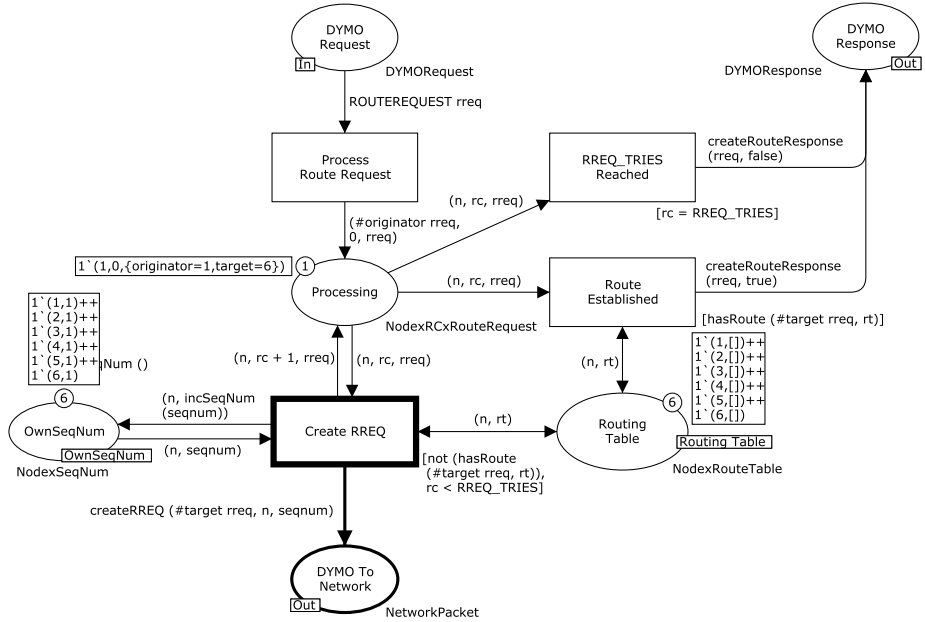 DYMO
Request
In
DYMORequest
DYMO
Response
Out
DYMOResponse
ROUTEREQUEST rreq
Process
Route Request
RREQ_TRIES
Reached
createRouteResponse
(rreq, false)
[rc = RREQ_TRIES]
(n, rc, rreq)
(#originator rreq,
0, rreq)
1`(1,0,{originator=1,target=6})
1
Processing
NodexRCxRouteRequest
(n, rc, rreq)
Route
Established
createRouteResponse
(rreq, true)
[hasRoute (#target rreq, rt)]
1`(1,1)++
1`(2,1)++
1`(3,1)++
1`(4,1)++
1`(5,1)++
1`(6,1)
qNum ()
6
(n, rc + 1, rreq)
(n, rc, rreq)
(n, rt)
1`(1,[])++
1`(2,[])++
1`(3,[])++
1`(4,[])++
1`(5,[])++
1`(6,[])
6
(n, incSeqNum
(seqnum))
OwnSeqNum
OwnSeqNum
NodexSeqNum
(n, seqnum)
Create RREQ
(n, rt)
Routing
Table
Routing Table
NodexRouteTable
[not (hasRoute
(#target rreq, rt)),
rc < RREQ_TRIES]
createRREQ (#target rreq, n, seqnum)
DYMO To
Network
Out
NetworkPacket